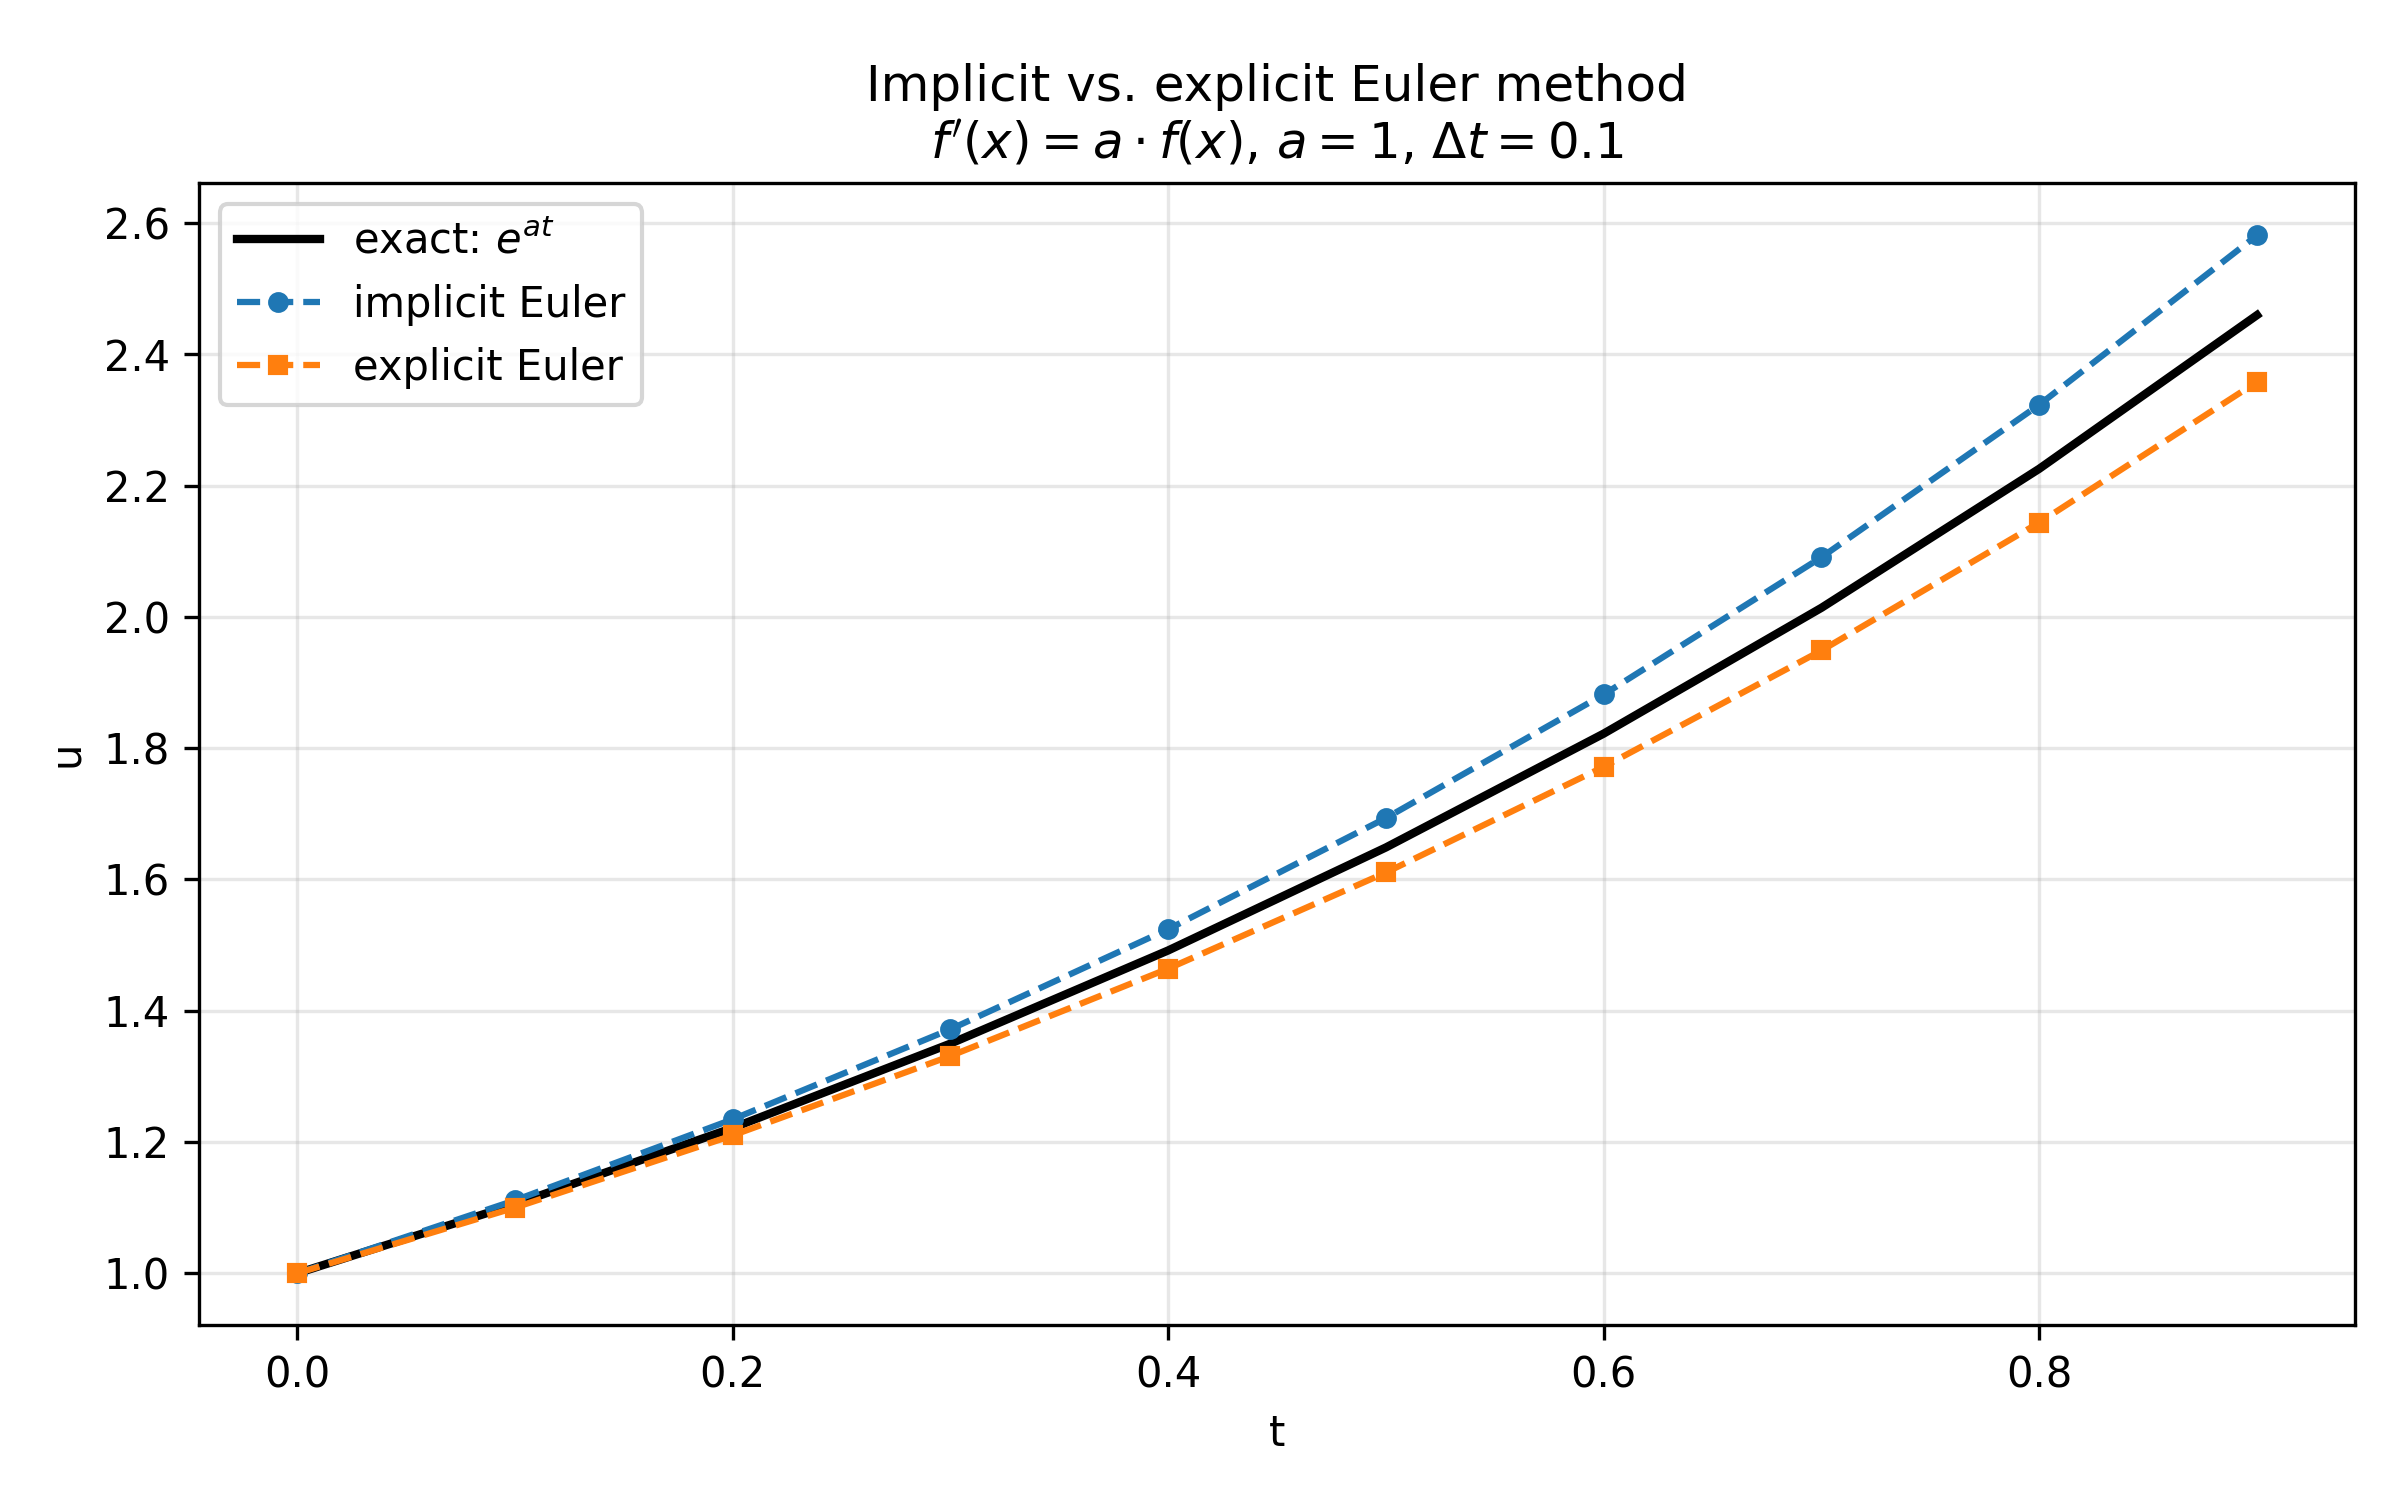 Implicit vs. explicit Euler method
f′(x) = a · f(x), a = 1, Δt = 0.1
exact: e^{at}
implicit Euler
explicit Euler
2.6
2.4
2.2
2.0
1.8
1.6
1.4
1.2
1.0
u
0.0 0.2 0.4 0.6 0.8
t